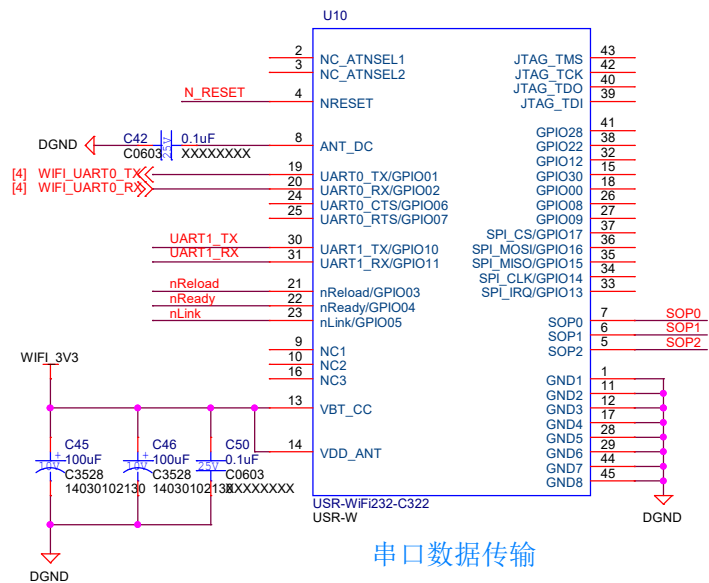 U10
2 NC_ATNSEL1 JTAG_TMS 43
3 NC_ATNSEL2 JTAG_TCK 42
JTAG_TDO 40
N_RESET 4 NRESET JTAG_TDI 39
GPIO28 41
DGND C42 0.1uF 8 ANT_DC GPIO22 38
C0603 25V XXXXXXXX GPIO12 32
[4] WIFI_UART0_TX 19 UART0_TX/GPIO01 GPIO30 15
[4] WIFI_UART0_RX 20 UART0_RX/GPIO02 GPIO00 18
24 UART0_CTS/GPIO06 GPIO08 26
25 UART0_RTS/GPIO07 GPIO09 27
SPI_CS/GPIO17 37
UART1_TX 30 UART1_TX/GPIO10 SPI_MOSI/GPIO16 36
UART1_RX 31 UART1_RX/GPIO11 SPI_MISO/GPIO15 35
SPI_CLK/GPIO14 34
nReload 21 nReload/GPIO03 SPI_IRQ/GPIO13 33
nReady 22 nReady/GPIO04
nLink 23 nLink/GPIO05 SOP0 7 SOP0
SOP1 6 SOP1
9 NC1 SOP2 5 SOP2
10 NC2
16 NC3 GND1 1
WIFI_3V3 GND2 11
13 VBT_CC GND3 12
GND4 17
GND5 28
14 VDD_ANT GND6 29
GND7 44
GND8 45
C45 C46 C50
100uF 100uF 0.1uF
10V C3528 10V C3528 25V C0603
14030102130 14030102130 XXXXXXXX
USR-WiFi232-C322
USR-W
DGND
DGND
串口数据传输